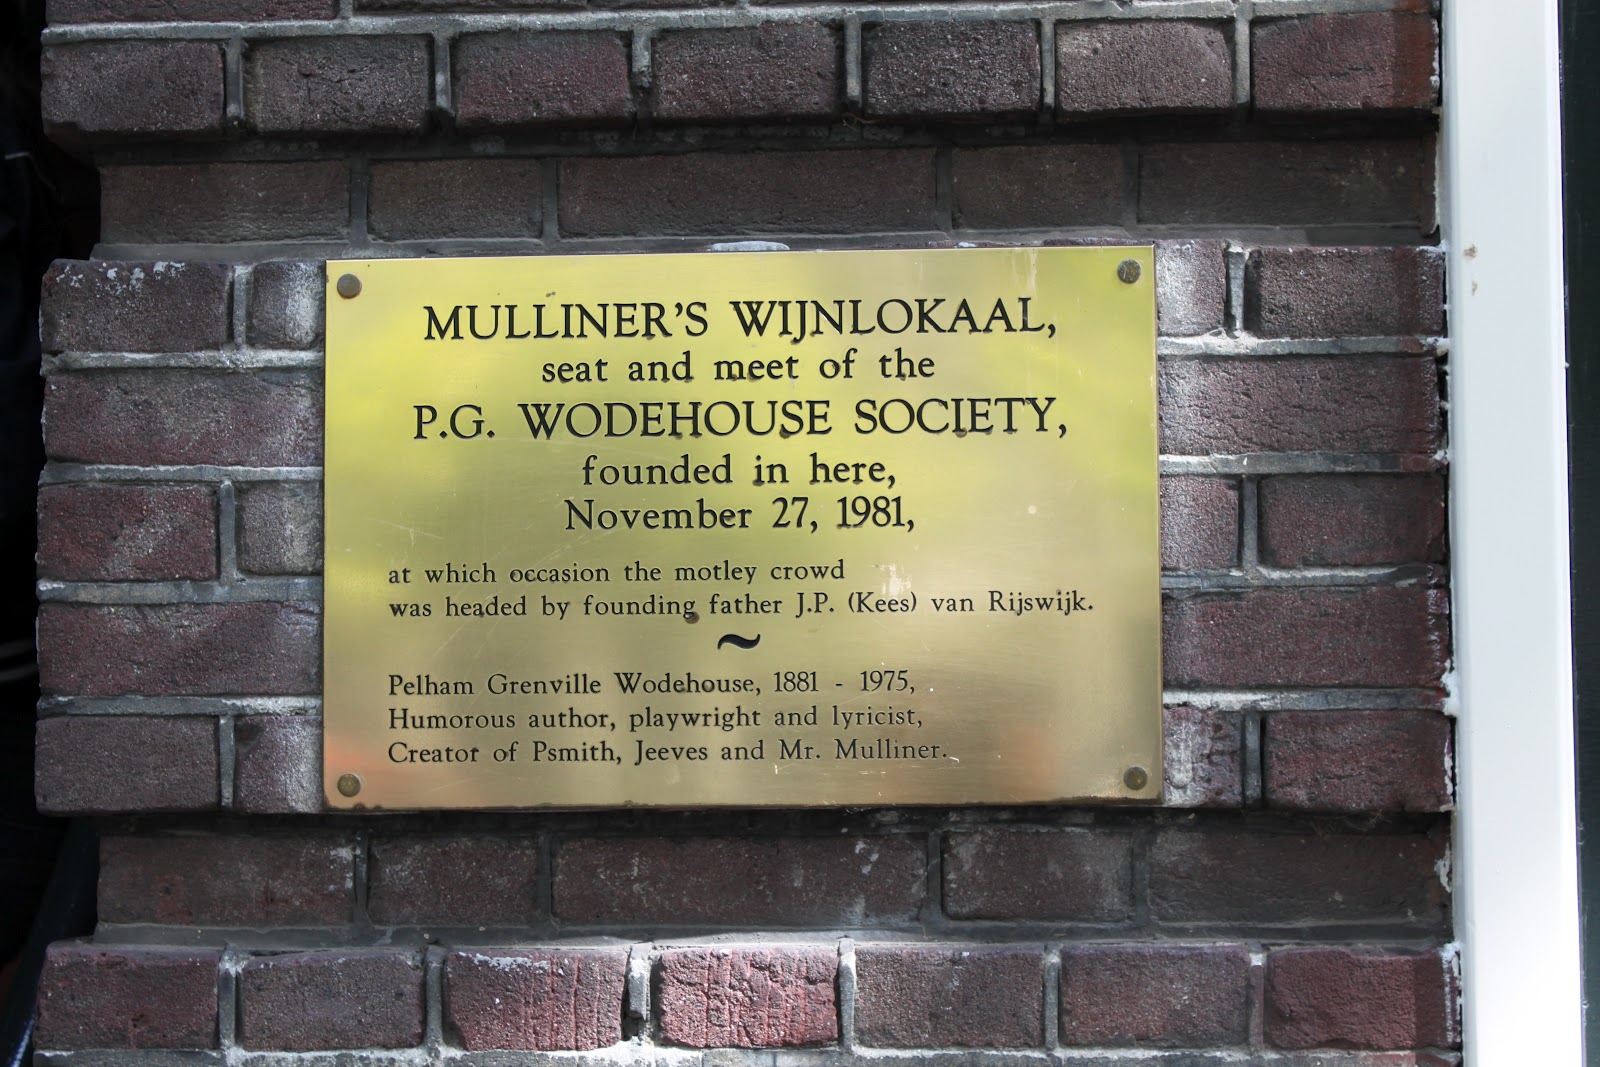 MULLINER'S WIJNLOKAAL,
seat and meet of the
P.G. WODEHOUSE SOCIETY,
founded in here,
November 27, 1981,
at which occasion the motley crowd
was headed by founding father J.P. (Kees) van Rijswijk.
~
Pelham Grenville Wodehouse, 1881 - 1975,
Humorous author, playwright and lyricist,
Creator of Psmith, Jeeves and Mr. Mulliner.